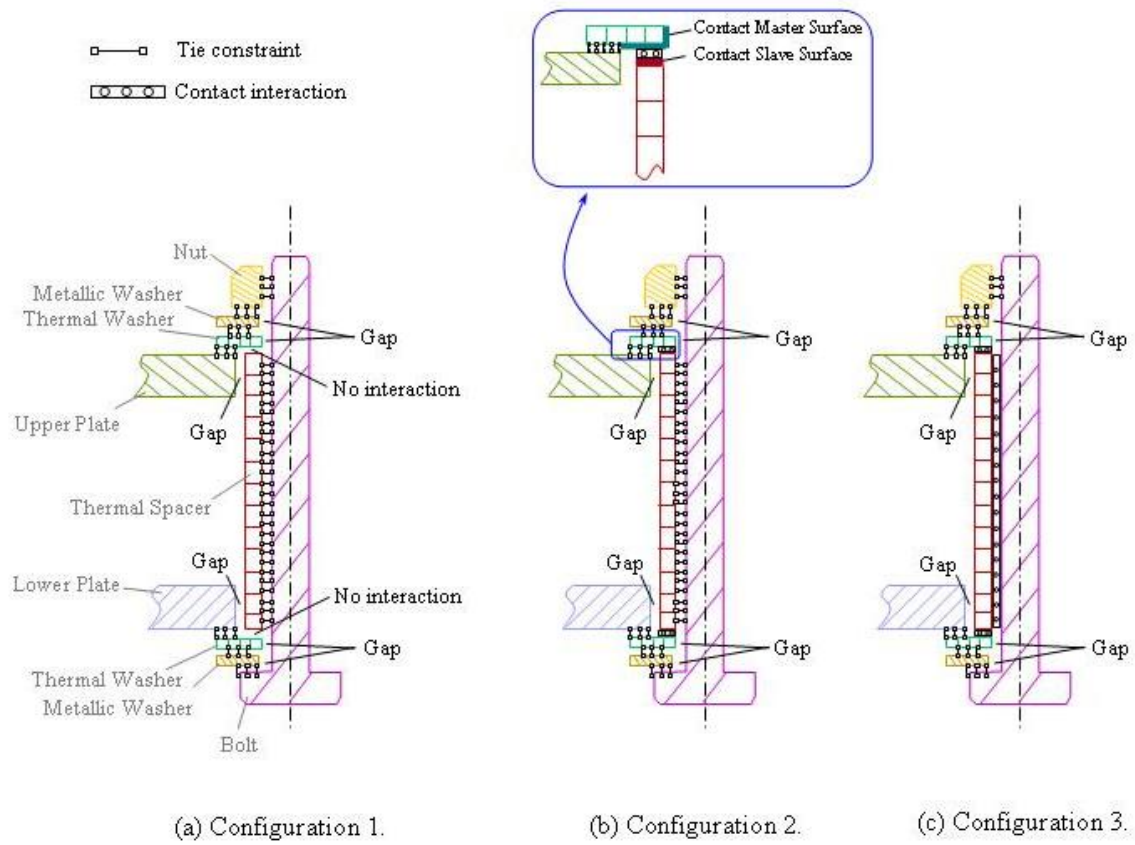 Tie constraint
Contact interaction
Contact Master Surface
Contact Slave Surface
Nut
Metallic Washer
Thermal Washer
Gap
No interaction
Upper Plate
Gap
Thermal Spacer
Gap
Lower Plate
No interaction
Gap
Thermal Washer
Metallic Washer
Bolt
Gap
Gap
Gap
Gap
Gap
Gap
Gap
Gap
(a) Configuration 1.
(b) Configuration 2.
(c) Configuration 3.